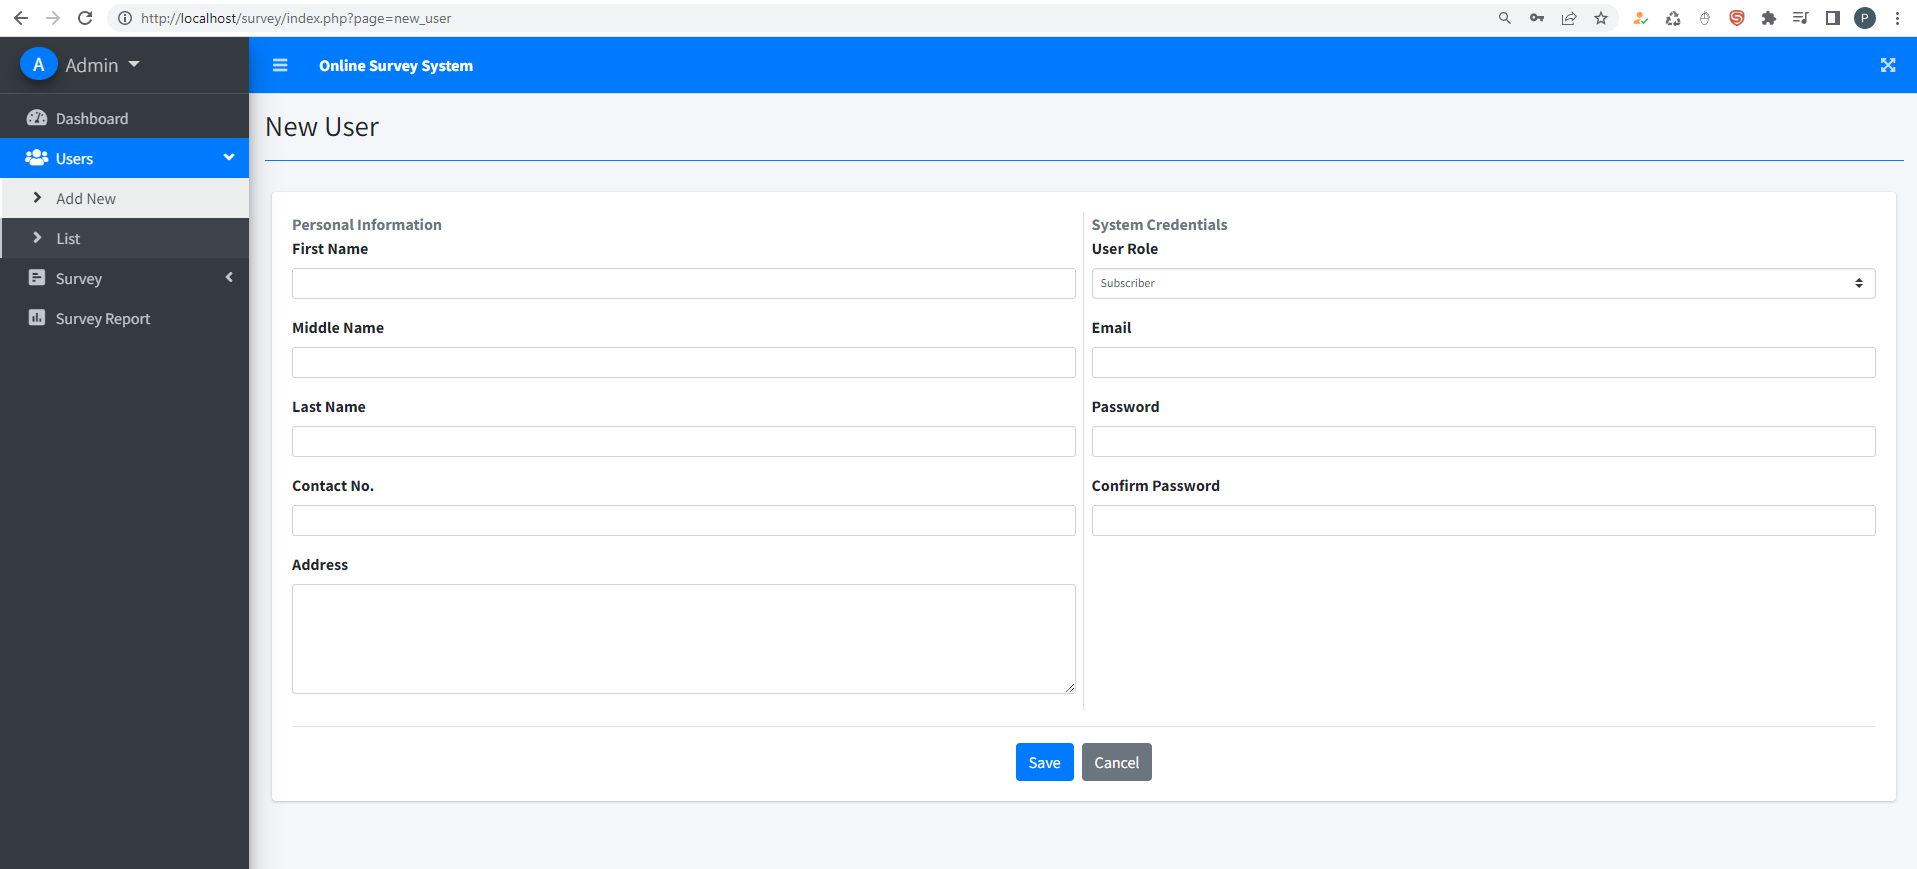 http://localhost/survey/index.php?page=new_user
P
A Admin
Online Survey System
Dashboard
Users
Add New
List
Survey
Survey Report
New User
Personal Information
First Name
Middle Name
Last Name
Contact No.
Address
System Credentials
User Role
Subscriber
Email
Password
Confirm Password
Save
Cancel